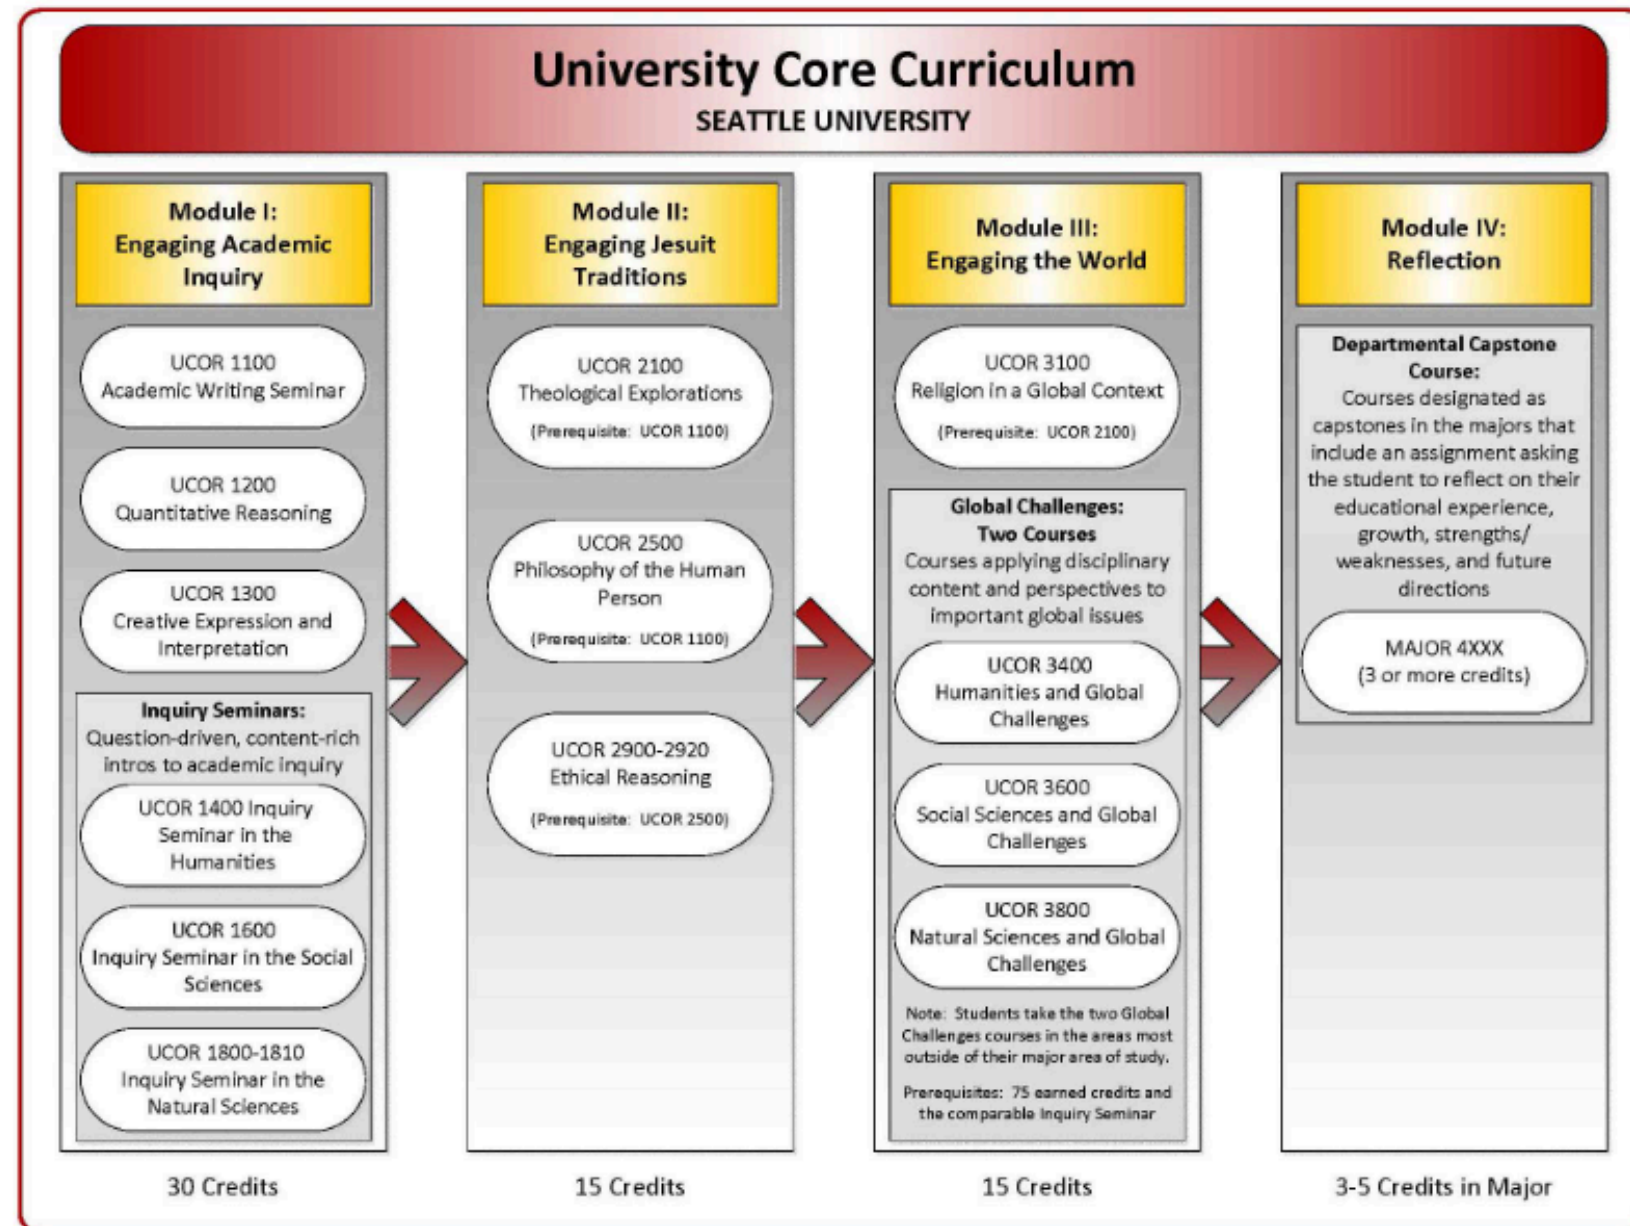 University Core Curriculum
SEATTLE UNIVERSITY
Module I:
Engaging Academic
Inquiry
UCOR 1100
Academic Writing Seminar
UCOR 1200
Quantitative Reasoning
UCOR 1300
Creative Expression and
Interpretation
Inquiry Seminars:
Question-driven, content-rich
intros to academic inquiry
UCOR 1400 Inquiry
Seminar in the
Humanities
UCOR 1600
Inquiry Seminar in the Social
Sciences
UCOR 1800-1810
Inquiry Seminar in the
Natural Sciences
30 Credits
Module II:
Engaging Jesuit
Traditions
UCOR 2100
Theological Explorations
(Prerequisite: UCOR 1100)
UCOR 2500
Philosophy of the Human
Person
(Prerequisite: UCOR 1100)
UCOR 2900-2920
Ethical Reasoning
(Prerequisite: UCOR 2500)
15 Credits
Module III:
Engaging the World
UCOR 3100
Religion in a Global Context
(Prerequisite: UCOR 2100)
Global Challenges:
Two Courses
Courses applying disciplinary
content and perspectives to
important global issues
UCOR 3400
Humanities and Global
Challenges
UCOR 3600
Social Sciences and Global
Challenges
UCOR 3800
Natural Sciences and Global
Challenges
Note: Students take the two Global
Challenges courses in the areas most
outside of their major area of study.
Prerequisites: 75 earned credits and
the comparable Inquiry Seminar
15 Credits
Module IV:
Reflection
Departmental Capstone
Course:
Courses designated as
capstones in the majors that
include an assignment asking
the student to reflect on their
educational experience,
growth, strengths/
weaknesses, and future
directions
MAJOR 4XXX
(3 or more credits)
3-5 Credits in Major